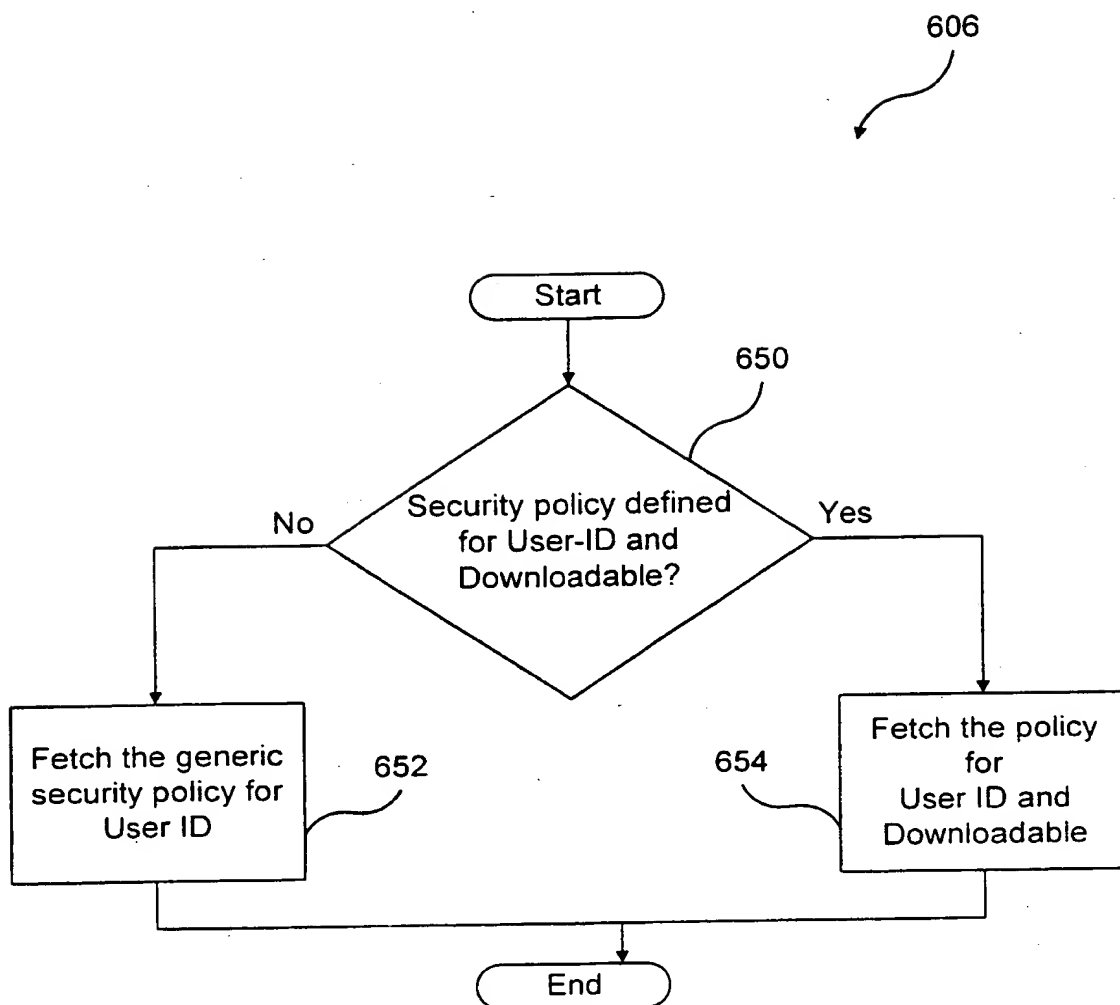 606
Start
650
Security policy defined
for User-ID and
Downloadable?
No
Yes
Fetch the generic
security policy for
User ID
652
654
Fetch the policy
for
User ID and
Downloadable
End